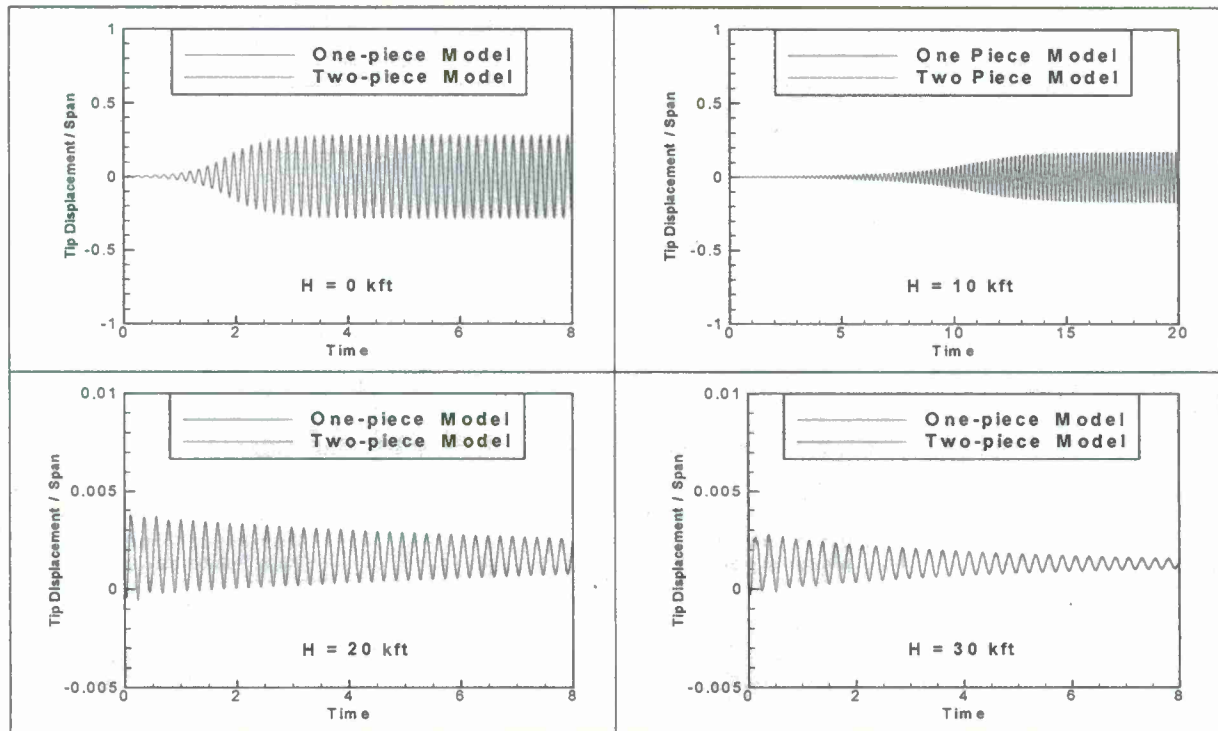 One-piece Model
Two-piece Model
Tip Displacement / Span
1
0.5
0
-0.5
-1
H = 0 kft
0 2 4 6 8
Time
One Piece Model
Two Piece Model
Tip Displacement / Span
1
0.5
0
-0.5
-1
H = 10 kft
0 5 10 15 20
Time
One-piece Model
Two-piece Model
Tip Displacement / Span
0.01
0.005
0
-0.005
H = 20 kft
0 2 4 6 8
Time
One-piece Model
Two-piece Model
Tip Displacement / Span
0.01
0.005
0
-0.005
H = 30 kft
0 2 4 6 8
Time